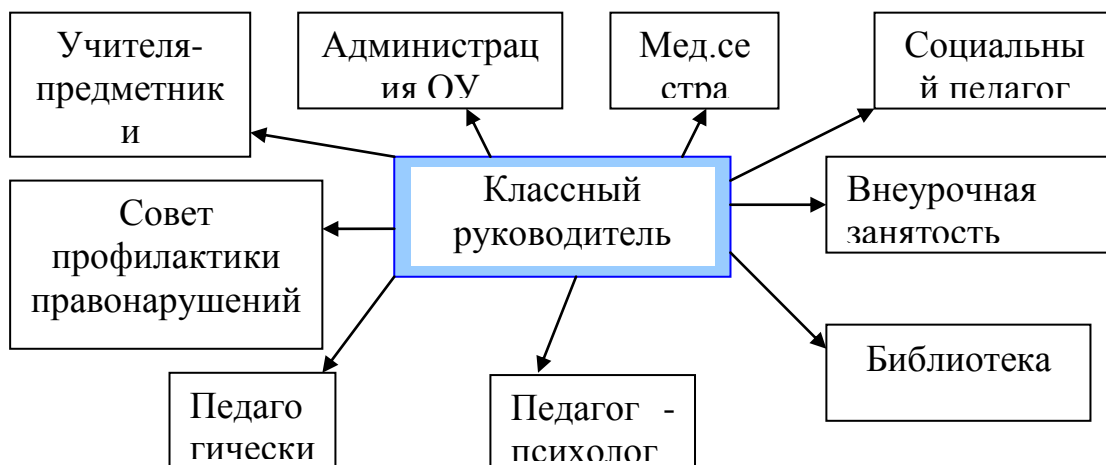 Учителя-
предметник
и
Администрац
ия ОУ
Мед.се
стра
Социальны
й педагог
Классный
руководитель
Совет
профилактики
правонарушений
Внеурочная
занятость
Библиотека
Педаго
гически
Педагог -
психолог